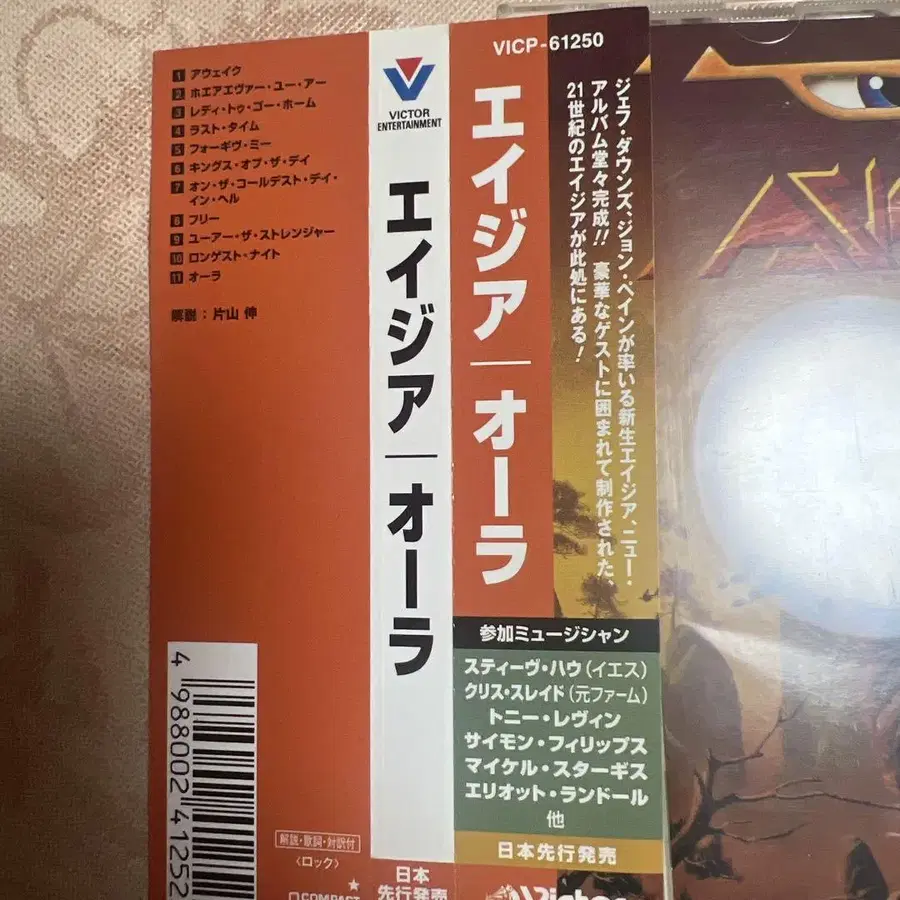 1 アウェイク
2 ホエアエヴァー・ユー・アー
3 レディ・トゥ・ゴー・ホーム
4 ラスト・タイム
5 フォーギヴ・ミー
6 キングス・オブ・ザ・デイ
7 オン・ザ・コールデスト・デイ・
イン・ヘル
8 フリー
9 ユーアー・ザ・ストレンジャー
10 ロンゲスト・ナイト
11 オーラ
解説:片山 伸
4 988002 41252
解説・歌詞・対訳付
〈ロック〉
COMPACT
VICTOR
ENTERTAINMENT
エイジア|オーラ
日本
先行発売
VICP-61250
エイジア|オーラ
ジェフ・ダウンズ、ジョン・ペインが率いる新生エイジア、ニュー・
アルバム堂々完成!! 豪華なゲストに囲まれて制作された、
21世紀のエイジアが此処にある!
参加ミュージシャン
スティーヴ・ハウ(イエス)
クリス・スレイド(元ファーム)
トニー・レヴィン
サイモン・フィリップス
マイケル・スターギス
エリオット・ランドール
他
日本先行発売
Victor